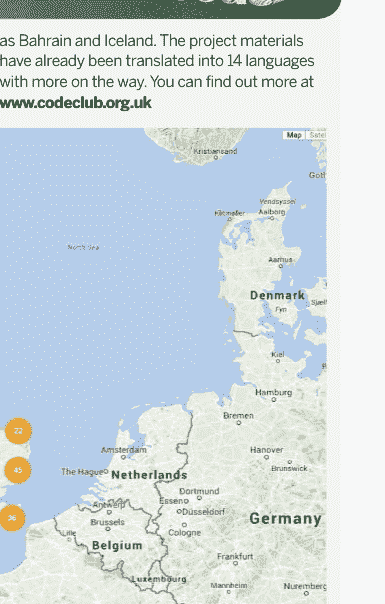 as Bahrain and Iceland. The project materials
have already been translated into 14 languages
with more on the way. You can find out more at
www.codeclub.org.uk
Map
Kristiansand
Vendsyssel
Aalborg
North Sea
Aarhus
Denmark
Fyn
Kiel
Hamburg
Bremen
22
Amsterdam
Hanover
45
The Hague
Netherlands
Brunswick
Dortmund
Essen
Antwerp
Düsseldorf
36
Brussels
Germany
Lille
Cologne
Belgium
Frankfurt
Luxembourg
Mannheim
Nuremberg